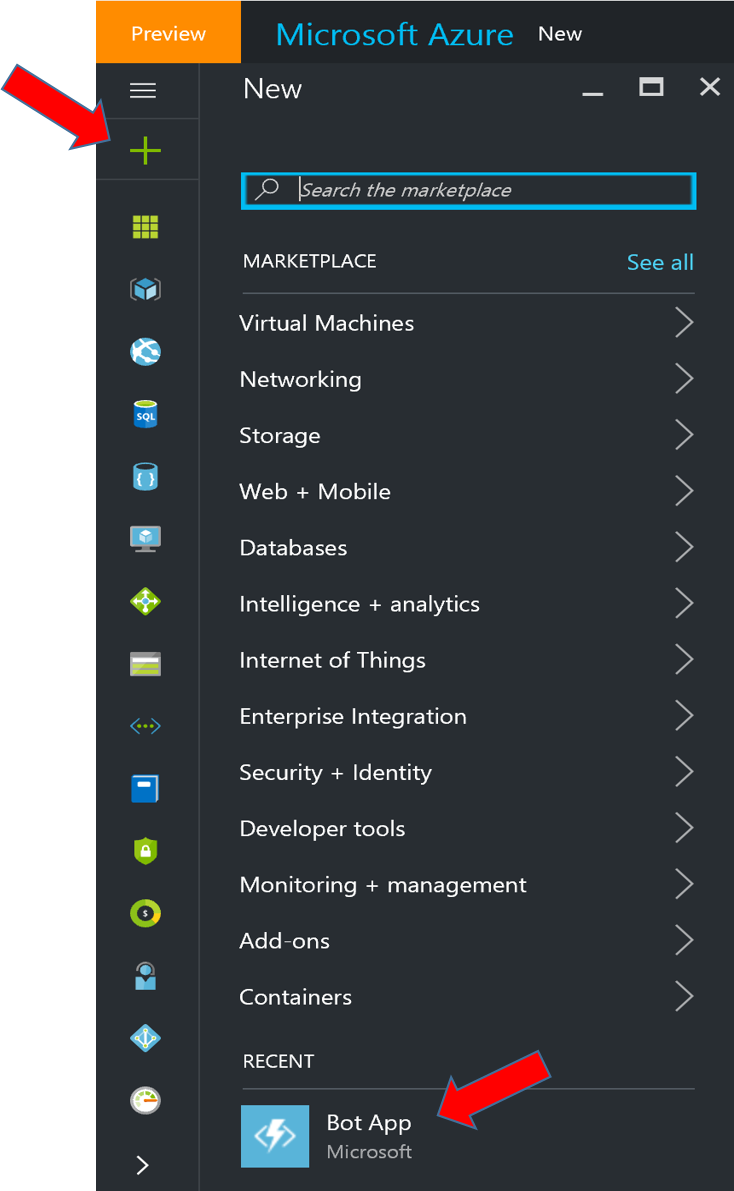 Preview
Microsoft Azure New
New
Search the marketplace
MARKETPLACE
See all
Virtual Machines
Networking
Storage
Web + Mobile
SQL
Databases
Intelligence + analytics
Internet of Things
Enterprise Integration
Security + Identity
Developer tools
Monitoring + management
Add-ons
Containers
RECENT
Bot App
Microsoft